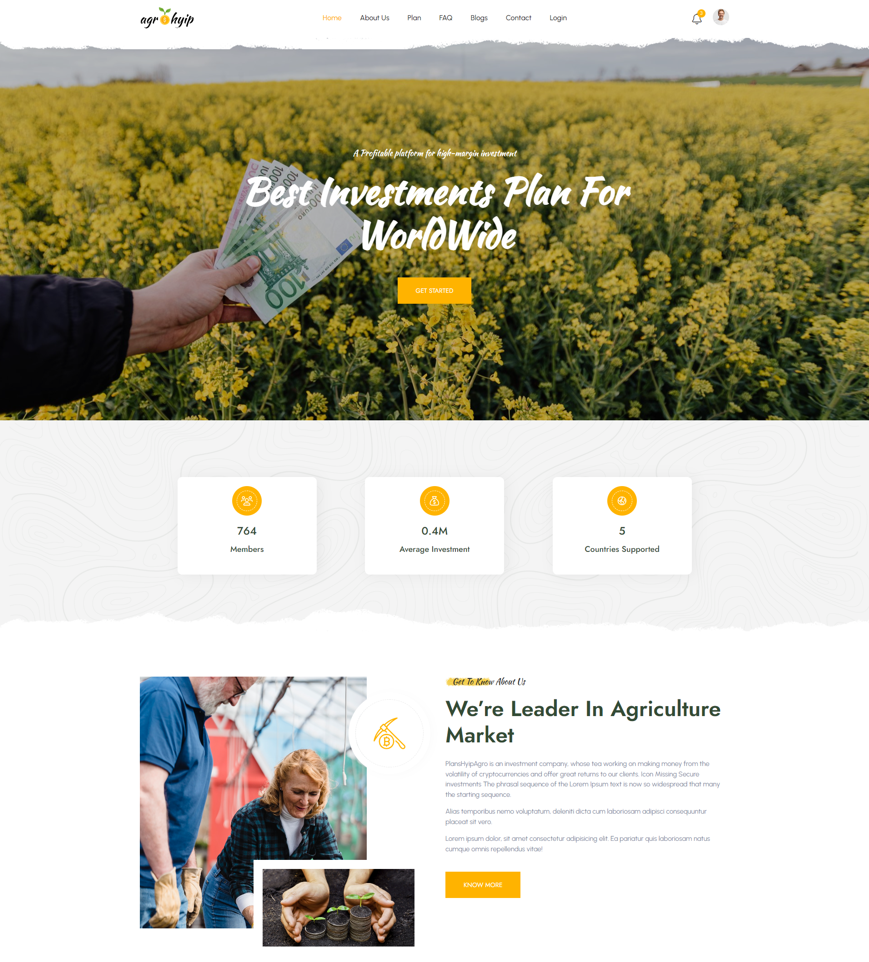 agr hyip
Home About Us Plan FAQ Blogs Contact Login
A Profitable platform for high-margin investment
Best Investments Plan For
WorldWide
100
GET STARTED
764
Members
0.4M
Average Investment
5
Countries Supported
Get To Know About Us
We're Leader In Agriculture
Market
PlansHyipAgro is an investment company, whose tea working on making money from the
volatility of cryptocurrencies and offer great returns to our clients. Icon Missing Secure
investments The phrasal sequence of the Lorem Ipsum text is now so widespread that many
the starting sequence.
Alias temporibus nemo voluptatum, deleniti dicta cum laboriosam adipisci consequuntur
placeat sit vero.
Lorem ipsum dolor, sit amet consectetur adipisicing elit. Ea pariatur quis laboriosam natus
cumque omnis repellendus vitae!
KNOW MORE